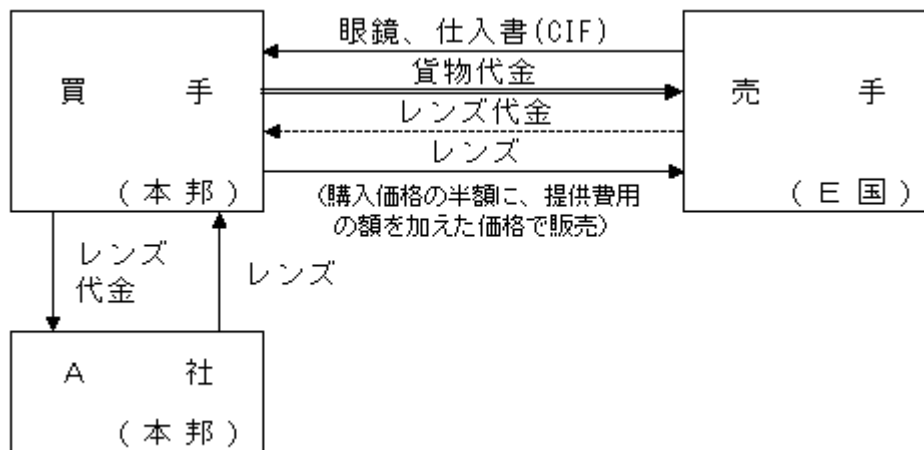 眼鏡、仕入書(CIF)
貨物代金
買 手
(本邦)
売 手
(E国)
レンズ代金
レンズ
(購入価格の半額に、提供費用
の額を加えた価格で販売)
レンズ
代金
レンズ
A 社
(本邦)